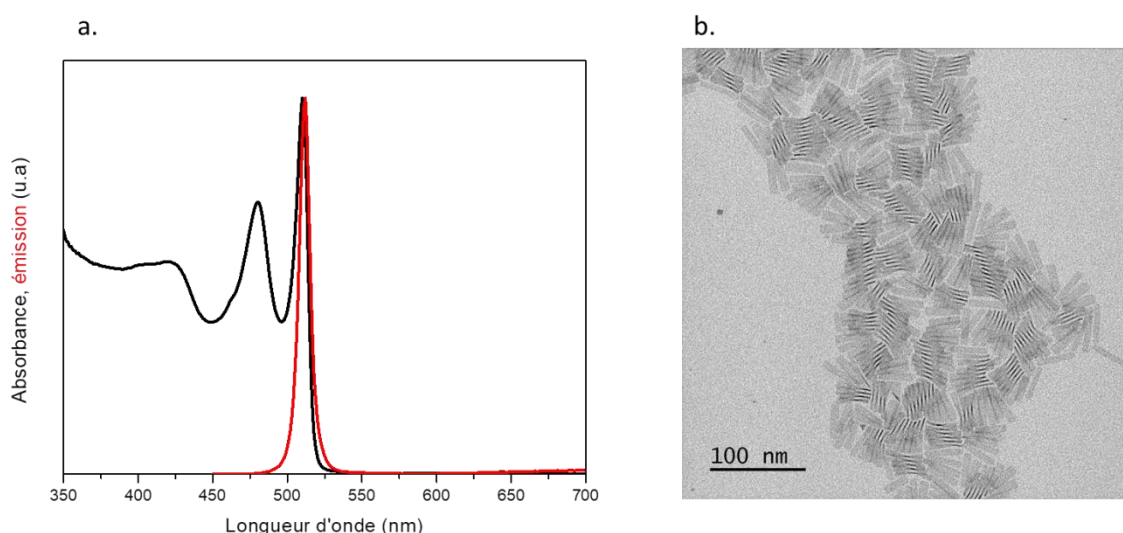 a.
Absorbance, émission (u.a)
350 400 450 500 550 600 650 700
Longueur d'onde (nm)
b.
100 nm